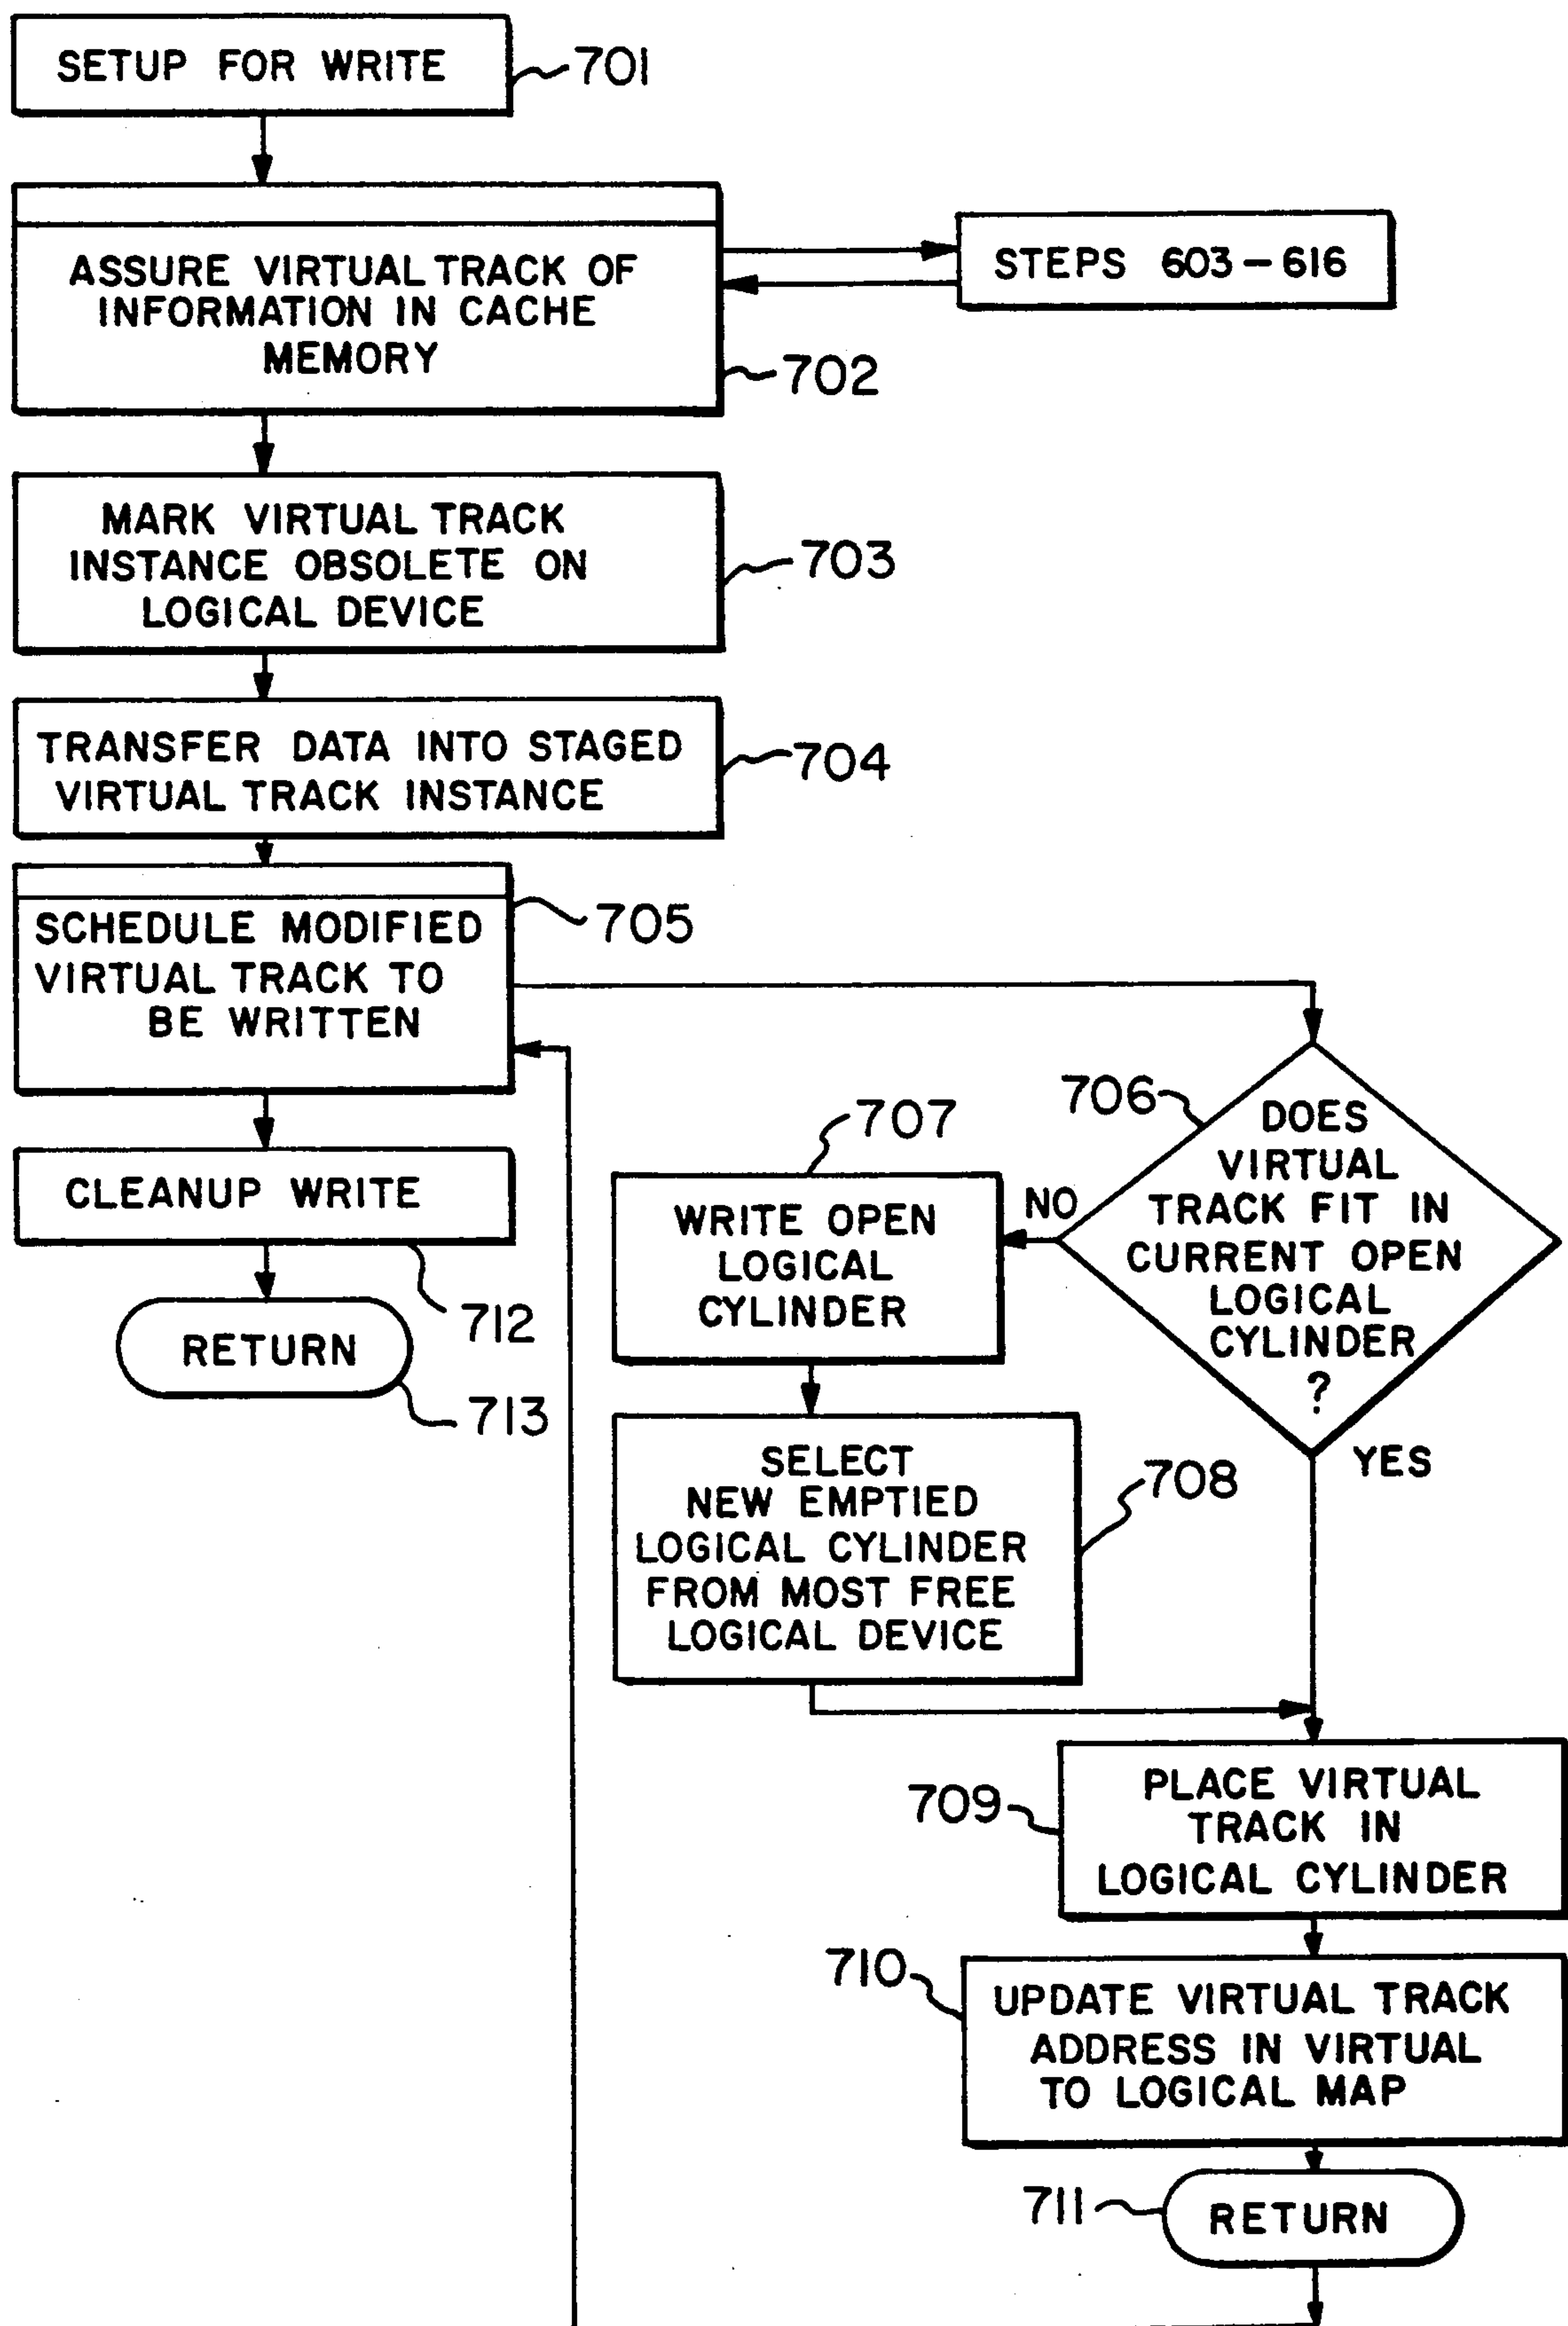 SETUP FOR WRITE
701
ASSURE VIRTUAL TRACK OF
INFORMATION IN CACHE
MEMORY
702
STEPS 603-616
MARK VIRTUAL TRACK
INSTANCE OBSOLETE ON
LOGICAL DEVICE
703
TRANSFER DATA INTO STAGED
VIRTUAL TRACK INSTANCE
704
SCHEDULE MODIFIED
VIRTUAL TRACK TO
BE WRITTEN
705
706
DOES
VIRTUAL
TRACK FIT IN
CURRENT OPEN
LOGICAL
CYLINDER
?
NO
YES
707
WRITE OPEN
LOGICAL
CYLINDER
CLEANUP WRITE
712
RETURN
713
SELECT
NEW EMPTIED
LOGICAL CYLINDER
FROM MOST FREE
LOGICAL DEVICE
708
709
PLACE VIRTUAL
TRACK IN
LOGICAL CYLINDER
710
UPDATE VIRTUAL TRACK
ADDRESS IN VIRTUAL
TO LOGICAL MAP
711
RETURN